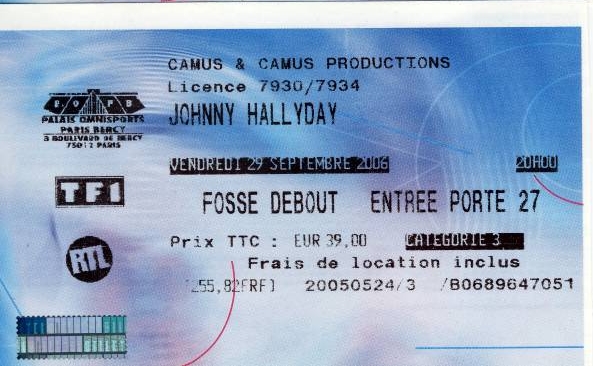 CAMUS & CAMUS PRODUCTIONS
Licence 7930/7934
JOHNNY HALLYDAY
POPB
PALAIS OMNISPORTS
PARIS BERCY
3 BOULEVARD DE BERCY
75012 PARIS
VENDREDI 29 SEPTEMBRE 2006 20H00
TF1
FOSSE DEBOUT ENTREE PORTE 27
Prix TTC : EUR 39,00 CATEGORIE 3
RTL
Frais de location inclus
255,82FRF) 20050524/3 /B0689647051